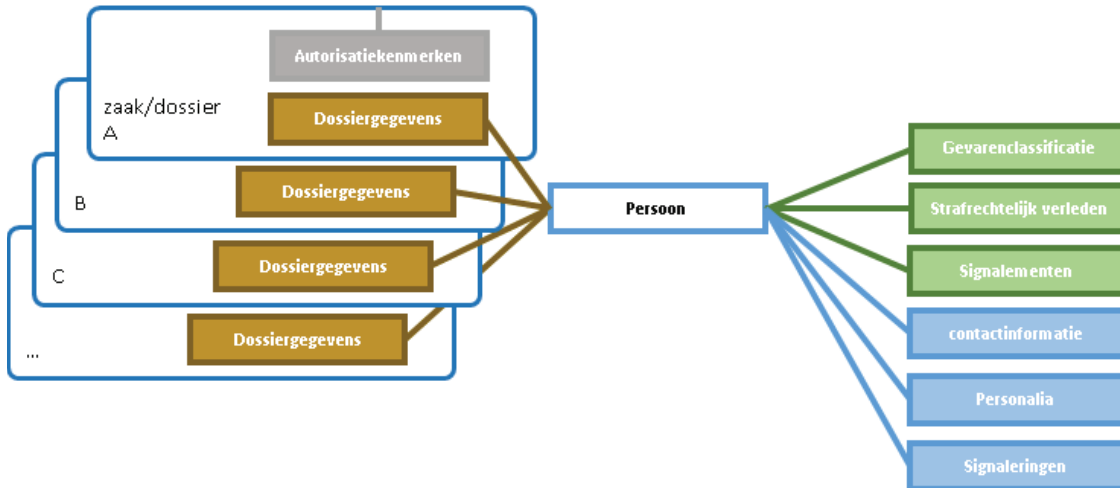 Autorisatiekenmerken
zaak/dossier
A
Dossiergegevens
B
Dossiergegevens
C
Dossiergegevens
...
Dossiergegevens
Persoon
Gevarenclassificatie
Strafrechtelijk verleden
Signalementen
contactinformatie
Personalia
Signaleringen